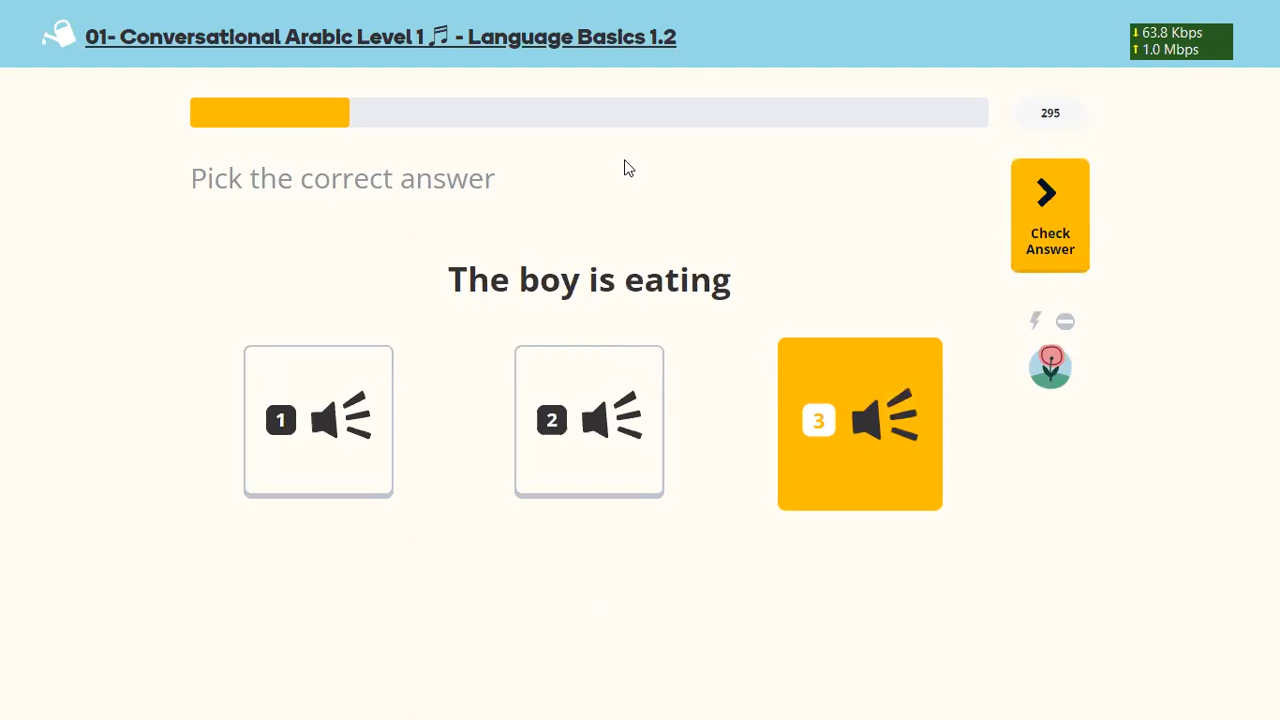 01- Conversational Arabic Level 1 🎵 - Language Basics 1.2
↓ 63.8 Kbps
↑ 1.0 Mbps
295
Pick the correct answer
Check
Answer
The boy is eating
1
2
3